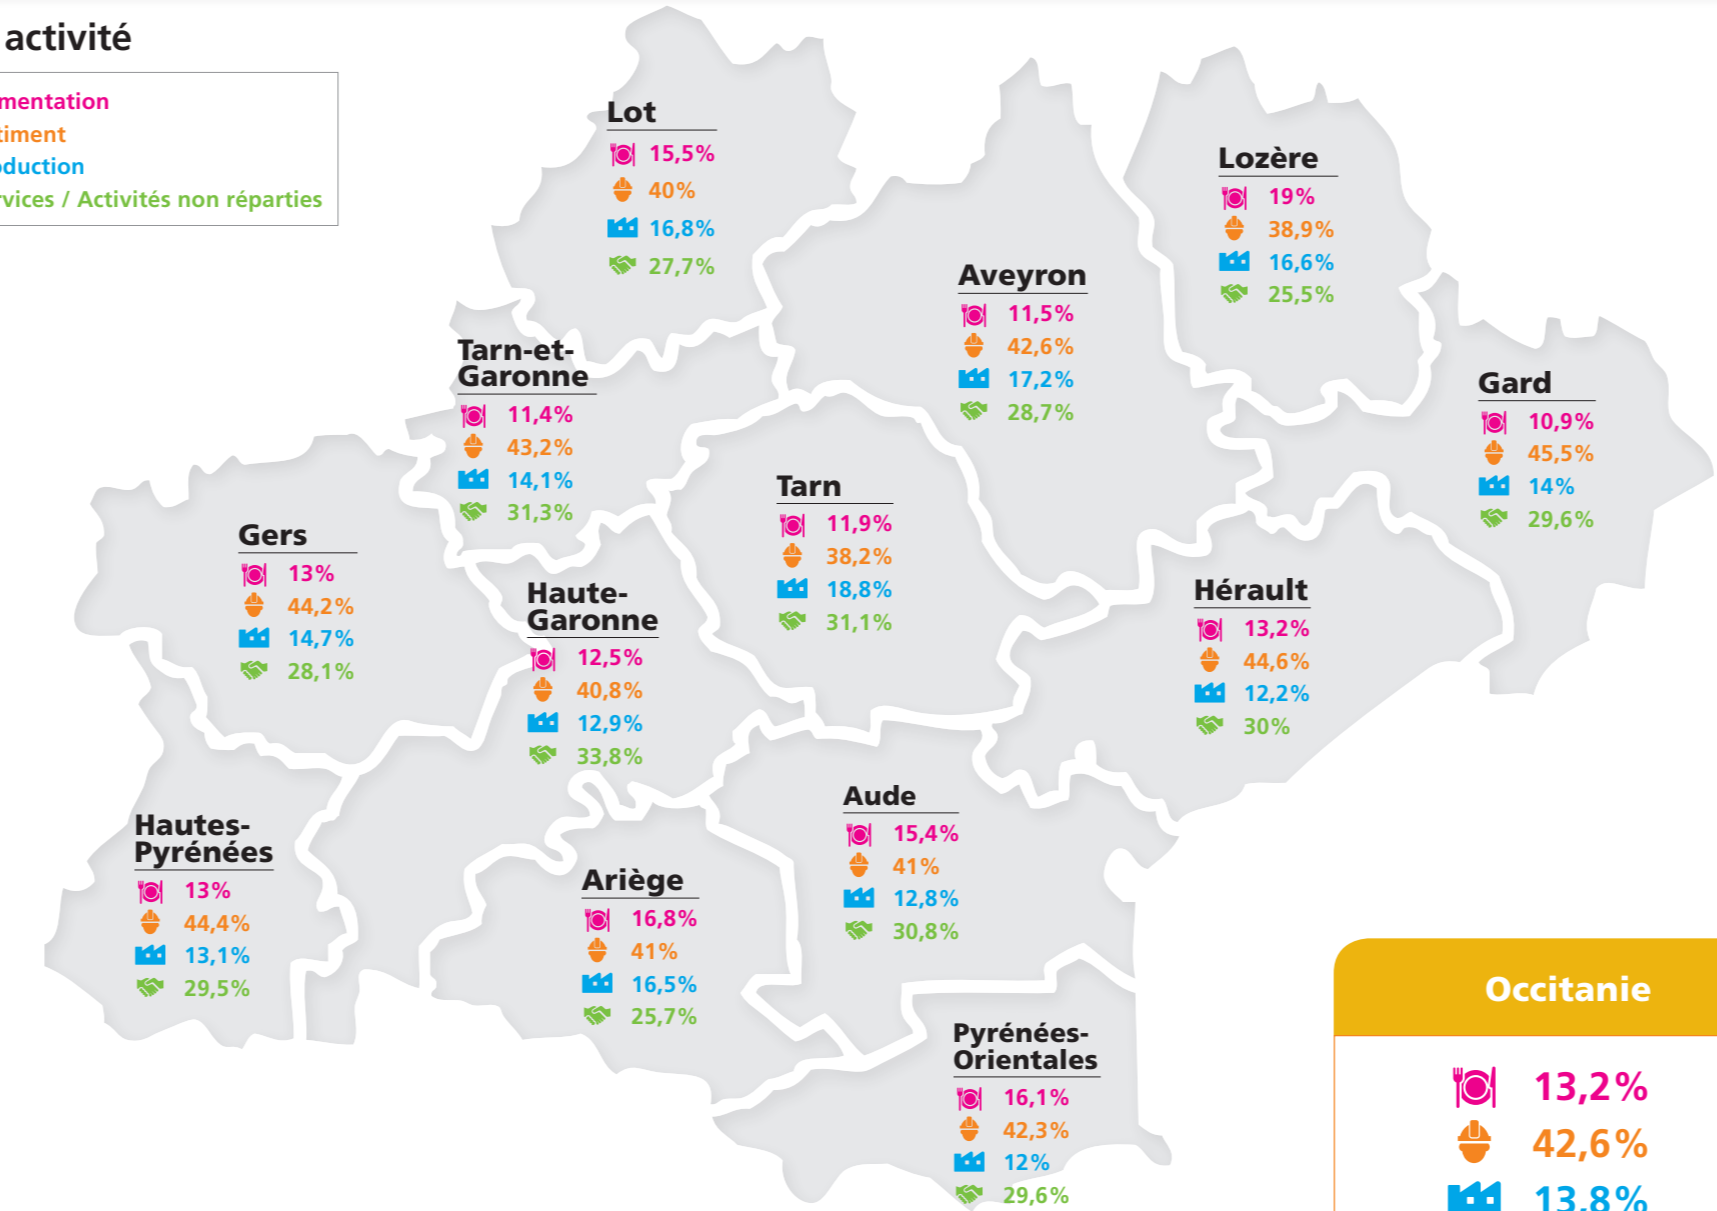 activité
mentation
timent
duction
vices / Activités non réparties
Lot
15,5%
40%
16,8%
27,7%
Lozère
19%
38,9%
16,6%
25,5%
Aveyron
11,5%
42,6%
17,2%
28,7%
Tarn-et-
Garonne
11,4%
43,2%
14,1%
31,3%
Gard
10,9%
45,5%
14%
29,6%
Tarn
11,9%
38,2%
18,8%
31,1%
Gers
13%
44,2%
14,7%
28,1%
Haute-
Garonne
12,5%
40,8%
12,9%
33,8%
Hérault
13,2%
44,6%
12,2%
30%
Aude
15,4%
41%
12,8%
30,8%
Hautes-
Pyrénées
13%
44,4%
13,1%
29,5%
Ariège
16,8%
41%
16,5%
25,7%
Pyrénées-
Orientales
16,1%
42,3%
12%
29,6%
Occitanie
13,2%
42,6%
13,8%